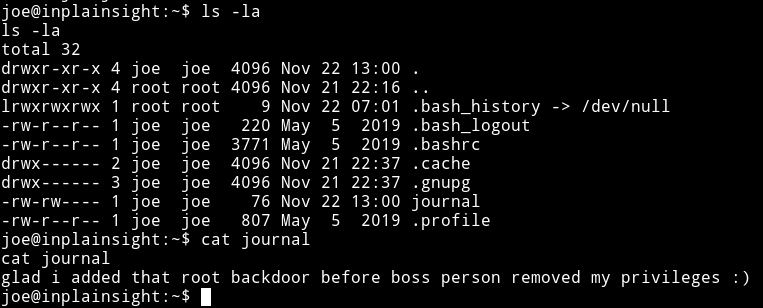 joe@inplainsight:~$ ls -la
ls -la
total 32
drwxr-xr-x 4 joe  joe  4096 Nov 22 13:00 .
drwxr-xr-x 4 root root 4096 Nov 21 22:16 ..
lrwxrwxrwx 1 root root    9 Nov 22 07:01 .bash_history -> /dev/null
-rw-r--r-- 1 joe  joe   220 May  5  2019 .bash_logout
-rw-r--r-- 1 joe  joe  3771 May  5  2019 .bashrc
drwx------ 2 joe  joe  4096 Nov 21 22:37 .cache
drwx------ 3 joe  joe  4096 Nov 21 22:37 .gnupg
-rw-rw---- 1 joe  joe    76 Nov 22 13:00 journal
-rw-r--r-- 1 joe  joe   807 May  5  2019 .profile
joe@inplainsight:~$ cat journal
cat journal
glad i added that root backdoor before boss person removed my privileges :)
joe@inplainsight:~$